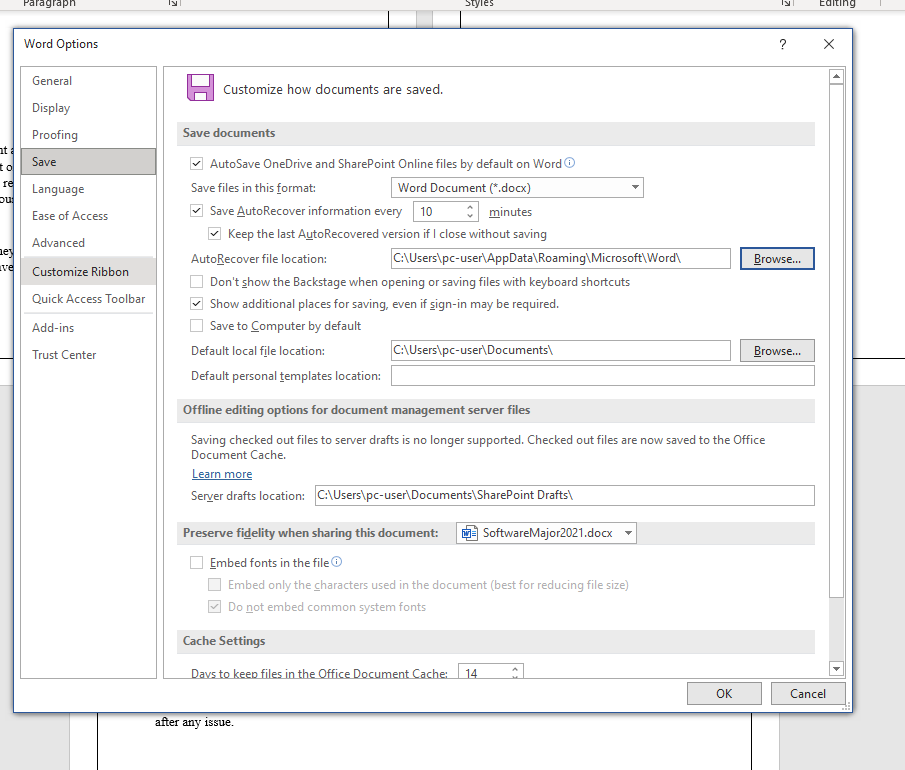 Paragraph Styles Editing
Word Options ?
General
Display
Proofing
Save
Language
Ease of Access
Advanced
Customize Ribbon
Quick Access Toolbar
Add-ins
Trust Center
Customize how documents are saved.
Save documents
AutoSave OneDrive and SharePoint Online files by default on Word
Save files in this format: Word Document (*.docx)
Save AutoRecover information every 10 minutes
Keep the last AutoRecovered version if I close without saving
AutoRecover file location: C:\Users\pc-user\AppData\Roaming\Microsoft\Word\ Browse...
Don't show the Backstage when opening or saving files with keyboard shortcuts
Show additional places for saving, even if sign-in may be required.
Save to Computer by default
Default local file location: C:\Users\pc-user\Documents\ Browse...
Default personal templates location:
Offline editing options for document management server files
Saving checked out files to server drafts is no longer supported. Checked out files are now saved to the Office
Document Cache.
Learn more
Server drafts location: C:\Users\pc-user\Documents\SharePoint Drafts\
Preserve fidelity when sharing this document: SoftwareMajor2021.docx
Embed fonts in the file
Embed only the characters used in the document (best for reducing file size)
Do not embed common system fonts
Cache Settings
Days to keep files in the Office Document Cache: 14
OK Cancel
after any issue.